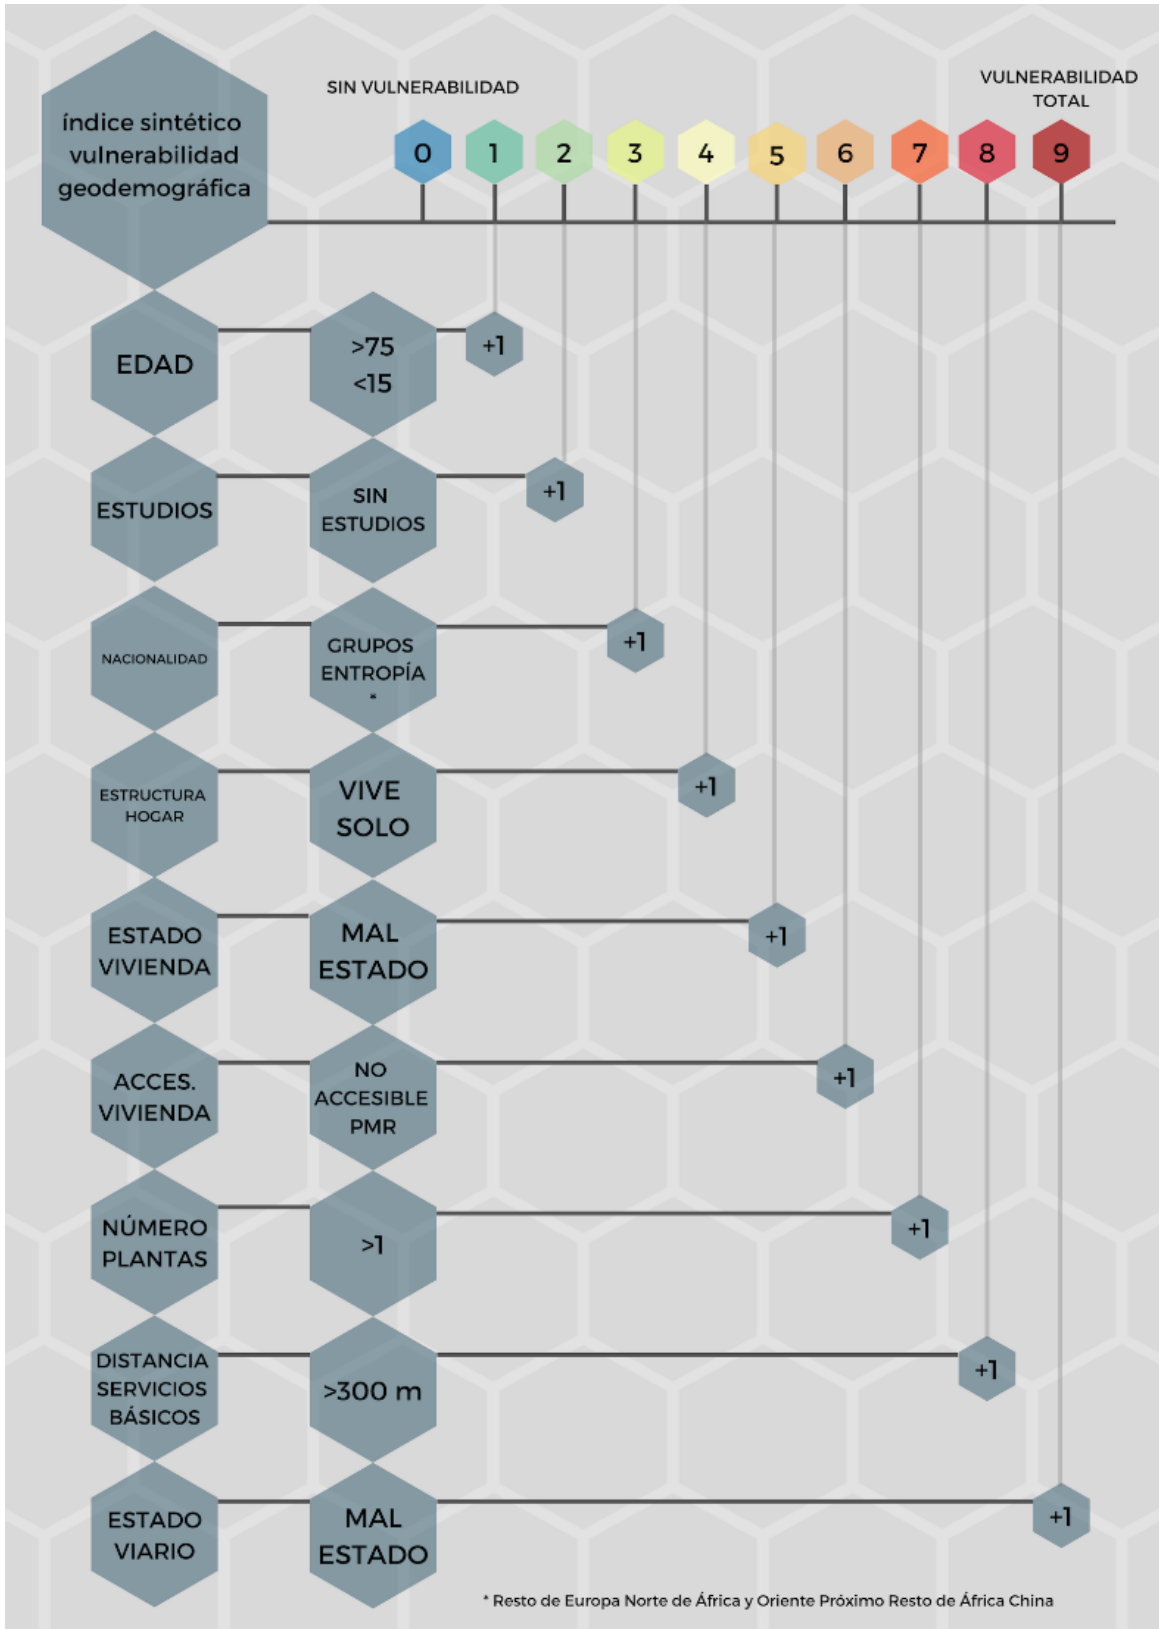 SIN VULNERABILIDAD
VULNERABILIDAD
TOTAL
índice sintético
vulnerabilidad
geodemográfica
0 1 2 3 4 5 6 7 8 9
EDAD
>75
<15
+1
ESTUDIOS
SIN
ESTUDIOS
+1
NACIONALIDAD
GRUPOS
ENTROPÍA
*
+1
ESTRUCTURA
HOGAR
VIVE
SOLO
+1
ESTADO
VIVIENDA
MAL
ESTADO
+1
ACCES.
VIVIENDA
NO
ACCESIBLE
PMR
+1
NÚMERO
PLANTAS
>1
+1
DISTANCIA
SERVICIOS
BÁSICOS
>300 m
+1
ESTADO
VIARIO
MAL
ESTADO
+1
* Resto de Europa Norte de África y Oriente Próximo Resto de África China